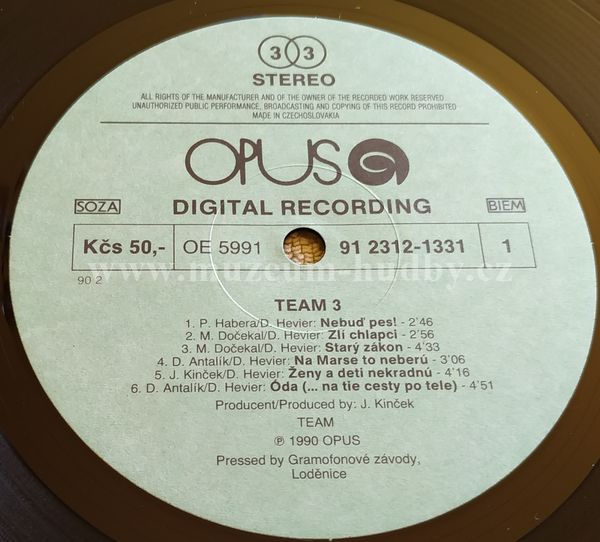 3 3
STEREO
ALL RIGHTS OF THE MANUFACTURER AND OF THE OWNER OF THE RECORDED WORK RESERVED
UNAUTHORIZED PUBLIC PERFORMANCE, BROADCASTING AND COPYING OF THIS RECORD PROHIBITED
MADE IN CZECHOSLOVAKIA
OPUS
SOZA DIGITAL RECORDING BIEM
Kčs 50,- OE 5991 91 2312-1331 1
www.muzeum-hudby.cz
90 2
TEAM 3
1. P. Habera/D. Hevier: Nebuď pes! - 2'46
2. M. Dočekal/D. Hevier: Zlí chlapci - 2'56
3. M. Dočekal/D. Hevier: Starý zákon - 4'33
4. D. Antalík/D. Hevier: Na Marse to neberú - 3'06
5. J. Kinček/D. Hevier: Ženy a deti nekradnú - 4'16
6. D. Antalík/D. Hevier: Óda (... na tie cesty po tele) - 4'51
Producent/Produced by: J. Kinček
TEAM
℗ 1990 OPUS
Pressed by Gramofonové závody,
Loděnice